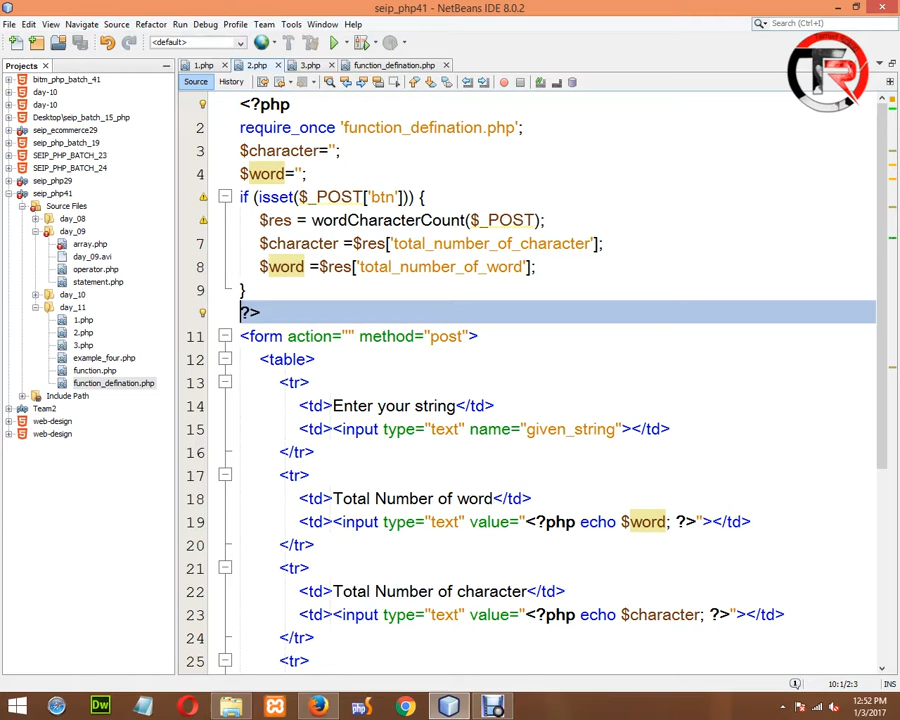 seip_php41 - NetBeans IDE 8.0.2
File Edit View Navigate Source Refactor Run Debug Profile Team Tools Window Help
Search (Ctrl+I)
<default>
Projects
1.php 2.php 3.php function_defination.php
Source History
bitm_php_batch_41
day-10
day-10
Desktop/seip_batch_15_php
seip_ecommerce29
seip_php_batch_19
SEIP_PHP_BATCH_23
SEIP_PHP_BATCH_24
seip_php29
seip_php41
Source Files
day_08
day_09
array.php
day_09.avi
operator.php
statement.php
day_10
day_11
1.php
2.php
3.php
example_four.php
function.php
function_defination.php
Include Path
Team2
web-design
web-design
<?php
2 require_once 'function_defination.php';
3 $character='';
4 $word='';
if (isset($_POST['btn'])) {
$res = wordCharacterCount($_POST);
7 $character =$res['total_number_of_character'];
8 $word =$res['total_number_of_word'];
9 }
?>
11 <form action="" method="post">
12 <table>
13 <tr>
14 <td>Enter your string</td>
15 <td><input type="text" name="given_string"></td>
16 </tr>
17 <tr>
18 <td>Total Number of word</td>
19 <td><input type="text" value="<?php echo $word; ?>"></td>
20 </tr>
21 <tr>
22 <td>Total Number of character</td>
23 <td><input type="text" value="<?php echo $character; ?>"></td>
24 </tr>
25 <tr>
10:1/2:3 INS
Dw
php
12:52 PM
1/3/2017